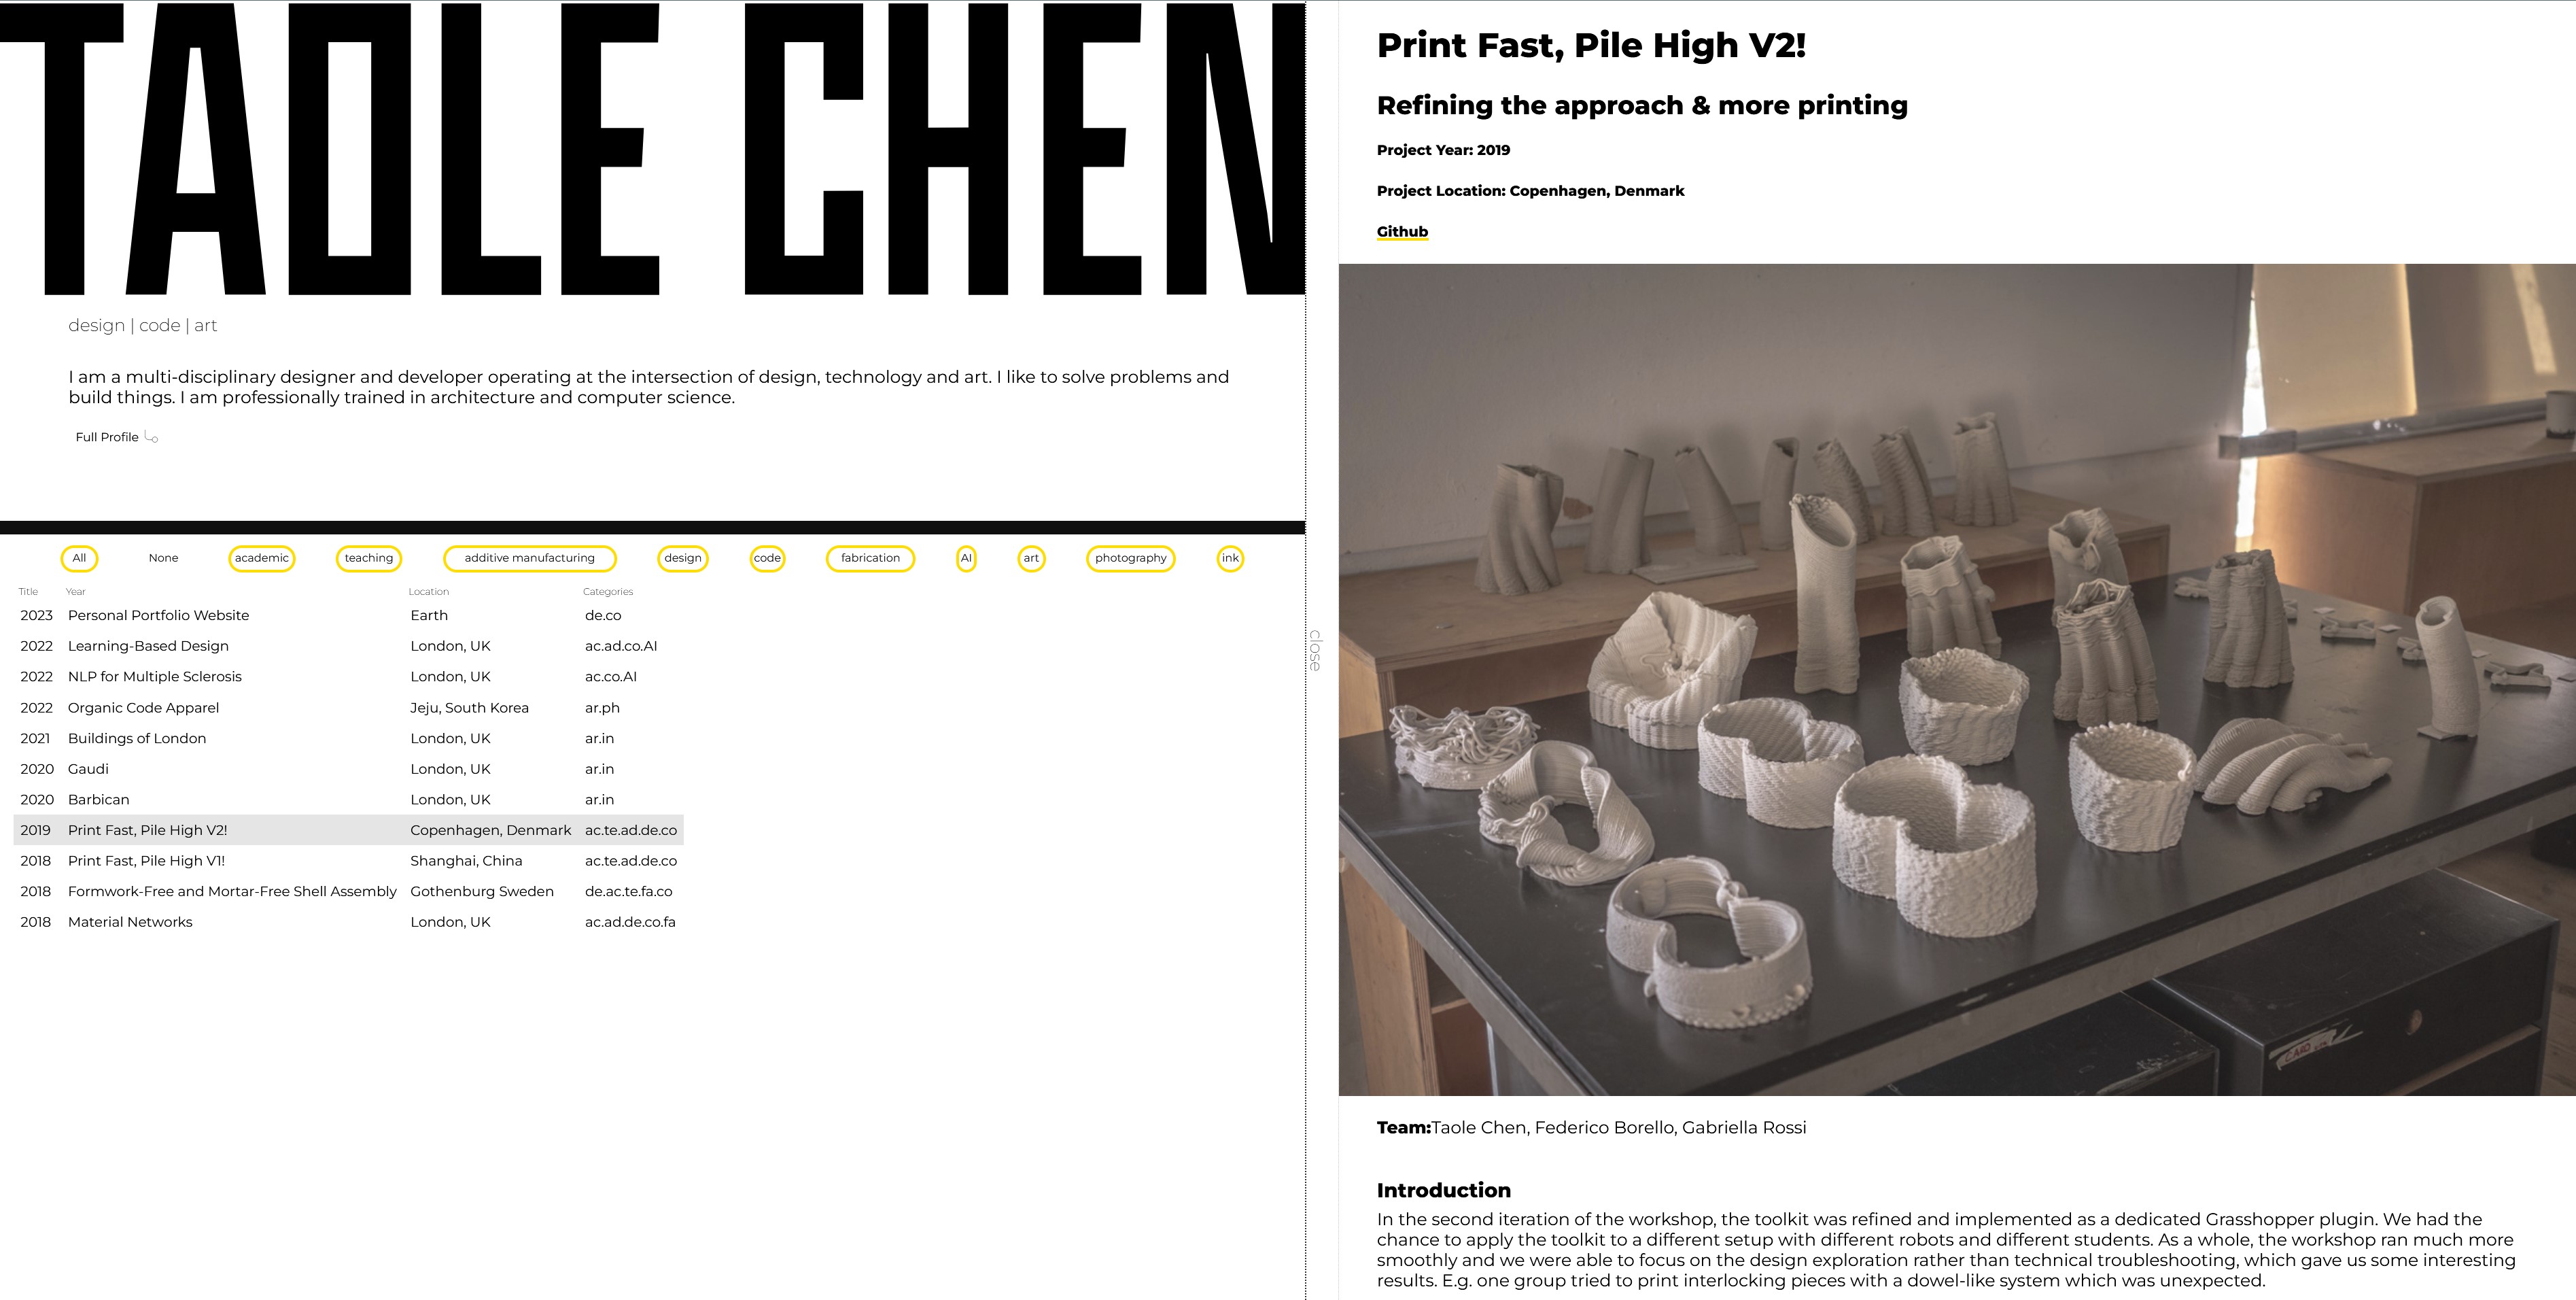 TAOLE CHEN
design | code | art
I am a multi-disciplinary designer and developer operating at the intersection of design, technology and art. I like to solve problems and
build things. I am professionally trained in architecture and computer science.
Full Profile
All None academic teaching additive manufacturing design code fabrication AI art photography ink
Title Year Location Categories
2023 Personal Portfolio Website Earth de.co
2022 Learning-Based Design London, UK ac.ad.co.AI
2022 NLP for Multiple Sclerosis London, UK ac.co.AI
2022 Organic Code Apparel Jeju, South Korea ar.ph
2021 Buildings of London London, UK ar.in
2020 Gaudi London, UK ar.in
2020 Barbican London, UK ar.in
2019 Print Fast, Pile High V2! Copenhagen, Denmark ac.te.ad.de.co
2018 Print Fast, Pile High V1! Shanghai, China ac.te.ad.de.co
2018 Formwork-Free and Mortar-Free Shell Assembly Gothenburg Sweden de.ac.te.fa.co
2018 Material Networks London, UK ac.ad.de.co.fa
close
Print Fast, Pile High V2!
Refining the approach & more printing
Project Year: 2019
Project Location: Copenhagen, Denmark
Github
Team:Taole Chen, Federico Borello, Gabriella Rossi
Introduction
In the second iteration of the workshop, the toolkit was refined and implemented as a dedicated Grasshopper plugin. We had the
chance to apply the toolkit to a different setup with different robots and different students. As a whole, the workshop ran much more
smoothly and we were able to focus on the design exploration rather than technical troubleshooting, which gave us some interesting
results. E.g. one group tried to print interlocking pieces with a dowel-like system which was unexpected.